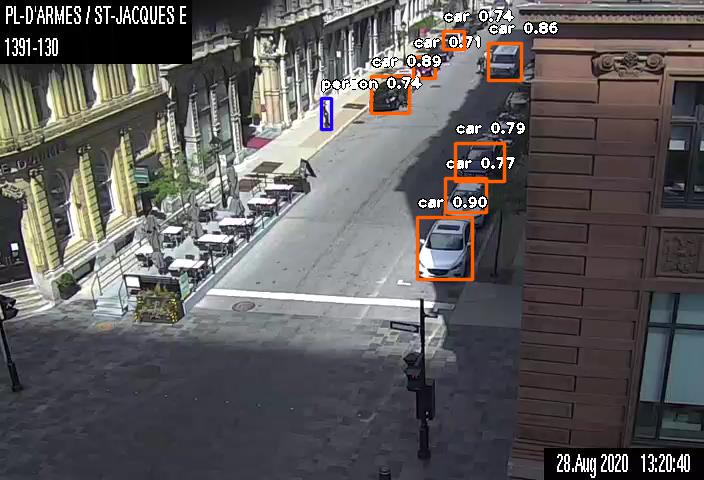 PL-D'ARMES / ST-JACQUES E
1391-130
car 0.74
car 0.86
car 0.71
car 0.89
person 0.74
car 0.79
car 0.77
car 0.90
28.Aug 2020 13:20:40